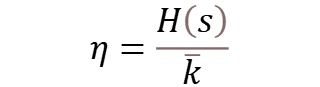 η = H(s) / k̄